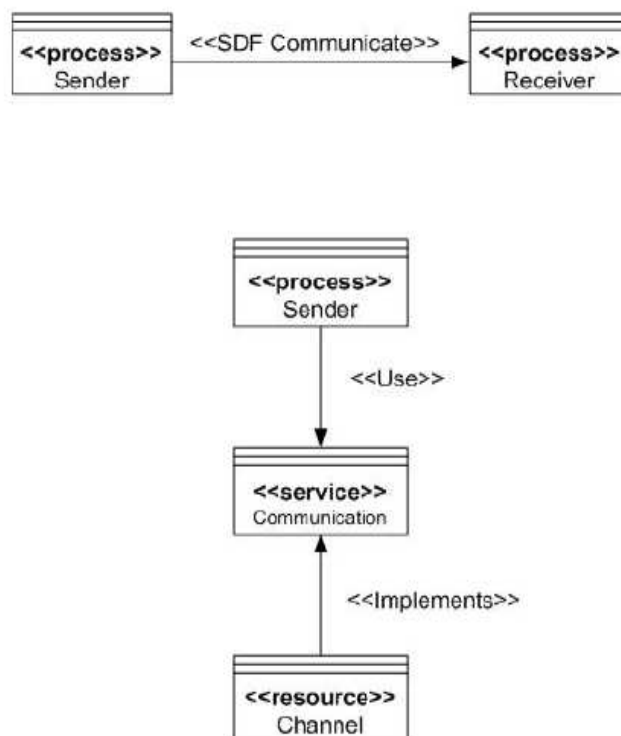 <<process>>
Sender
<<SDF Communicate>>
<<process>>
Receiver
<<process>>
Sender
<<Use>>
<<service>>
Communication
<<Implements>>
<<resource>>
Channel